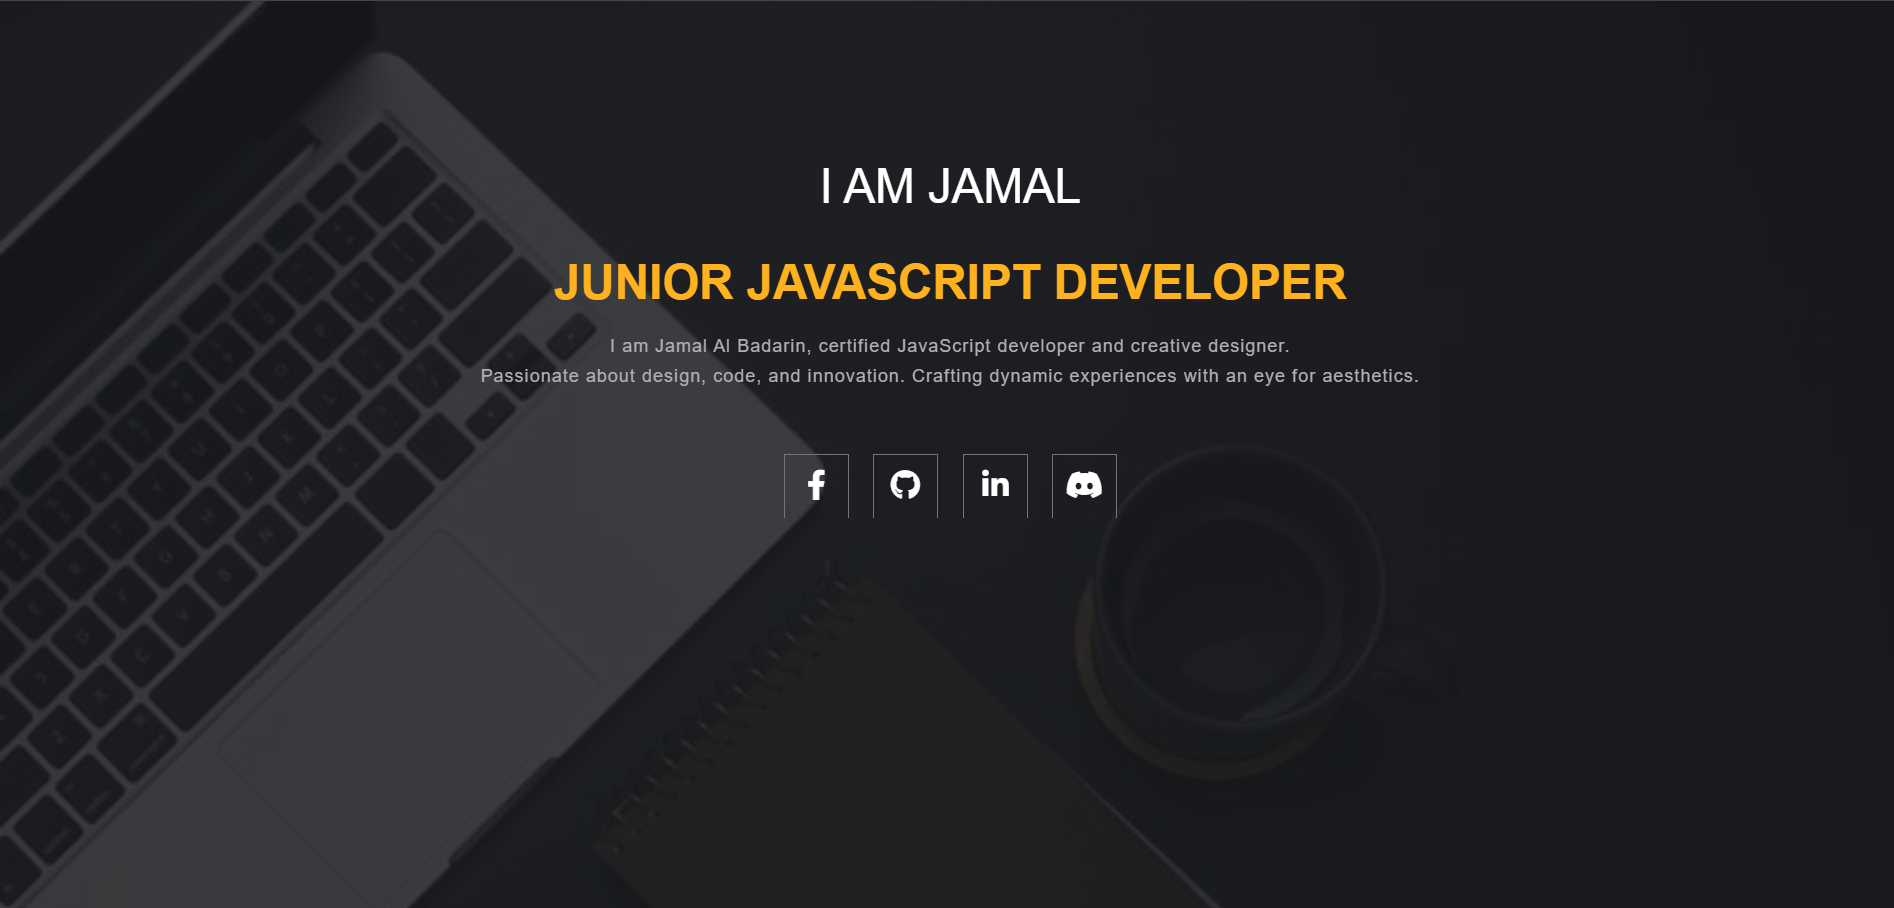 I AM JAMAL
JUNIOR JAVASCRIPT DEVELOPER
I am Jamal Al Badarin, certified JavaScript developer and creative designer.
Passionate about design, code, and innovation. Crafting dynamic experiences with an eye for aesthetics.